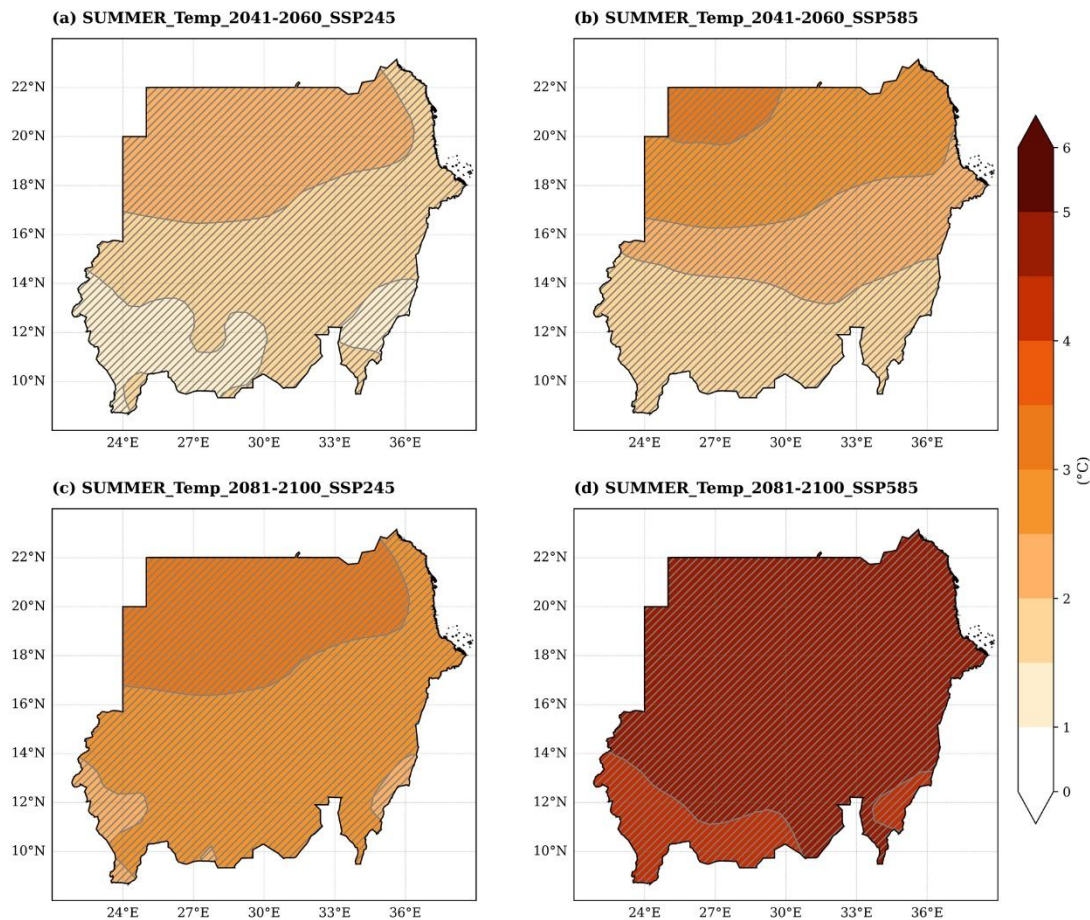 (a) SUMMER_Temp_2041-2060_SSP245
(b) SUMMER_Temp_2041-2060_SSP585
22°N
20°N
18°N
16°N
14°N
12°N
10°N
24°E 27°E 30°E 33°E 36°E
22°N
20°N
18°N
16°N
14°N
12°N
10°N
24°E 27°E 30°E 33°E 36°E
(c) SUMMER_Temp_2081-2100_SSP245
(d) SUMMER_Temp_2081-2100_SSP585
22°N
20°N
18°N
16°N
14°N
12°N
10°N
24°E 27°E 30°E 33°E 36°E
22°N
20°N
18°N
16°N
14°N
12°N
10°N
24°E 27°E 30°E 33°E 36°E
6
5
4
3
2
1
0
(°C)